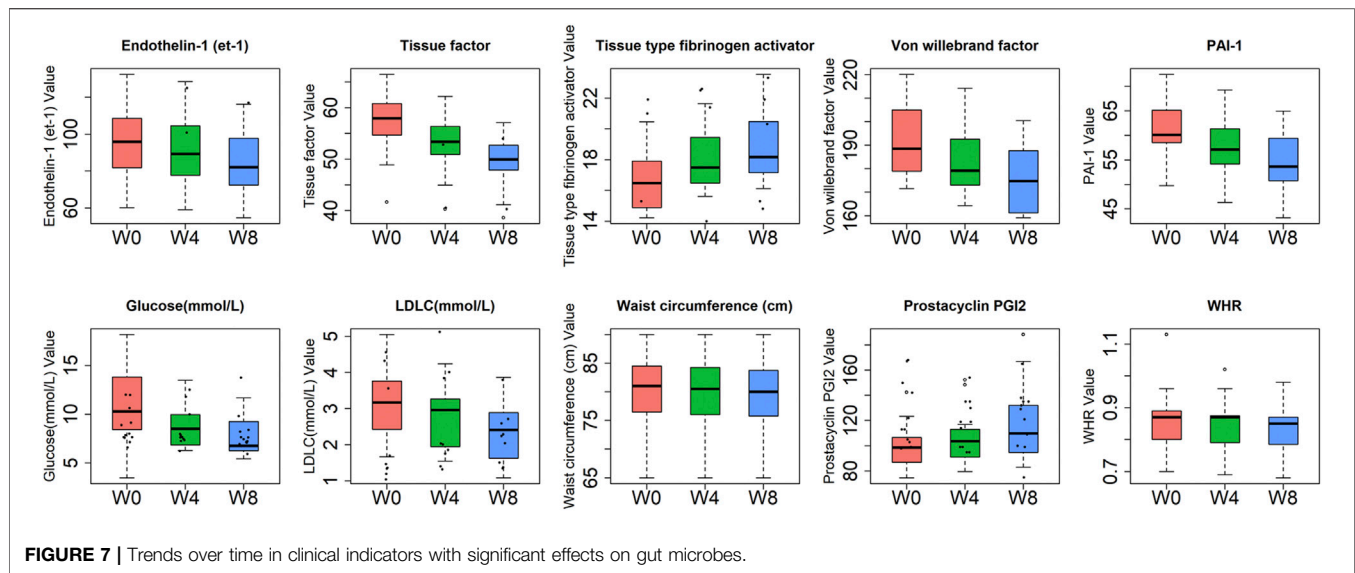 Endothelin-1 (et-1)
Endothelin-1 (et-1) Value
60
100
W0
W4
W8
Tissue factor
Tissue factor Value
40
50
60
W0
W4
W8
Tissue type fibrinogen activator
Tissue type fibrinogen activator Value
14
18
22
W0
W4
W8
Von willebrand factor
Von willebrand factor Value
160
190
220
W0
W4
W8
PAI-1
PAI-1 Value
45
55
65
W0
W4
W8
Glucose(mmol/L)
Glucose(mmol/L) Value
5
10
15
W0
W4
W8
LDLC(mmol/L)
LDLC(mmol/L) Value
1
2
3
4
5
W0
W4
W8
Waist circumference (cm)
Waist circumference (cm) Value
65
75
85
W0
W4
W8
Prostacyclin PGI2
Prostacyclin PGI2 Value
80
120
160
W0
W4
W8
WHR
WHR Value
0.7
0.9
1.1
W0
W4
W8
FIGURE 7 | Trends over time in clinical indicators with significant effects on gut microbes.